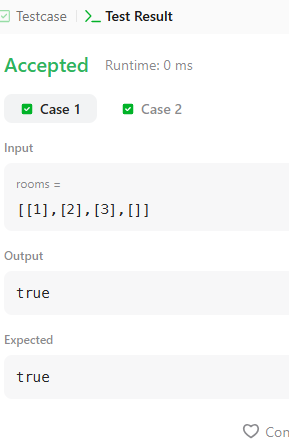 Testcase Test Result
Accepted Runtime: 0 ms
Case 1 Case 2
Input
rooms =
[[1],[2],[3],[]]
Output
true
Expected
true